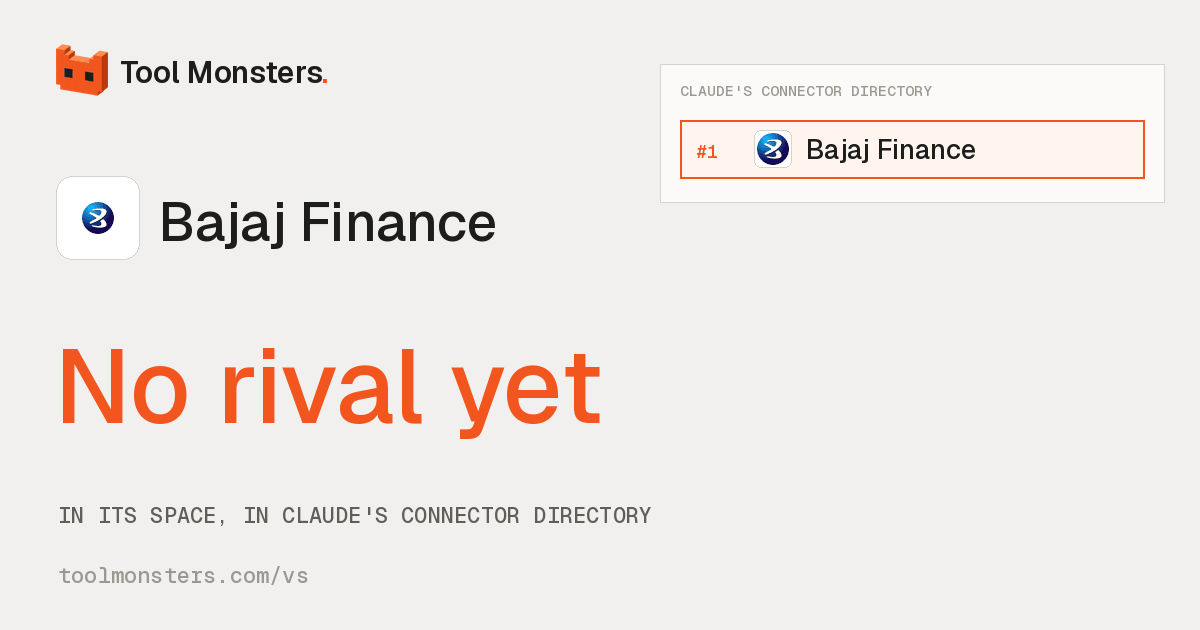 Tool Monsters.
CLAUDE'S CONNECTOR DIRECTORY
#1 Bajaj Finance
Bajaj Finance
No rival yet
IN ITS SPACE, IN CLAUDE'S CONNECTOR DIRECTORY
toolmonsters.com/vs